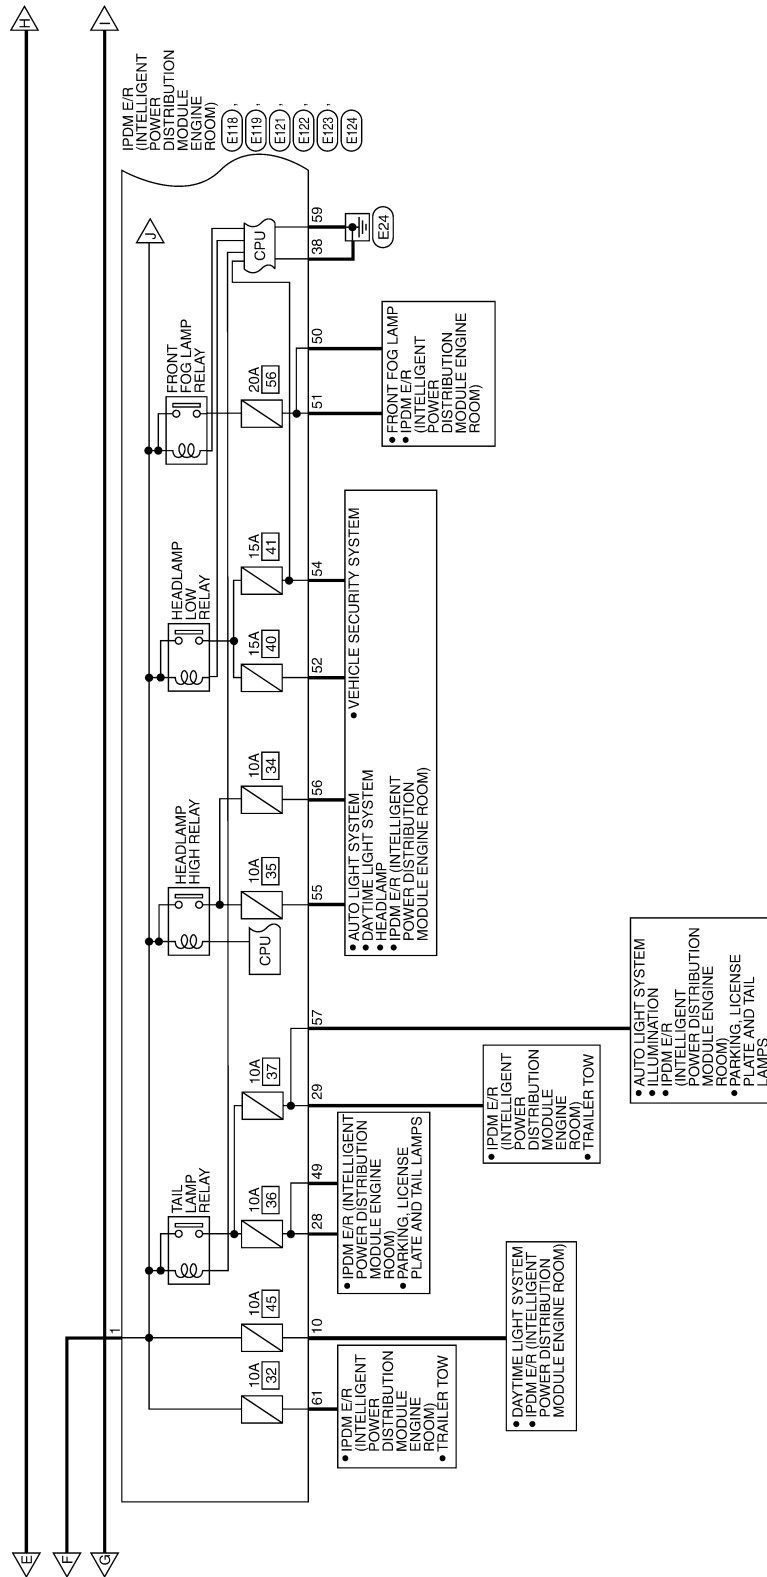 E
F
G
H
I
1
J
IPDM E/R
(INTELLIGENT
POWER
DISTRIBUTION
MODULE
ENGINE
ROOM)
E118 ,
E119 ,
E121 ,
E122 ,
E123 ,
E124
TAIL
LAMP
RELAY
HEADLAMP
HIGH RELAY
HEADLAMP
LOW
RELAY
FRONT
FOG LAMP
RELAY
10A
32
10A
45
10A
36
10A
37
CPU
10A
35
10A
34
15A
40
15A
41
20A
56
CPU
61
10
28
49
29
57
55
56
52
54
51
50
38
59
E24
● IPDM E/R
(INTELLIGENT
POWER
DISTRIBUTION
MODULE
ENGINE
ROOM)
● TRAILER TOW
● DAYTIME LIGHT SYSTEM
● IPDM E/R (INTELLIGENT
POWER DISTRIBUTION
MODULE ENGINE ROOM)
● IPDM E/R (INTELLIGENT
POWER DISTRIBUTION
MODULE ENGINE
ROOM)
● PARKING, LICENSE
PLATE AND TAIL LAMPS
● IPDM E/R
(INTELLIGENT
POWER
DISTRIBUTION
MODULE
ENGINE
ROOM)
● TRAILER TOW
● AUTO LIGHT SYSTEM
● ILLUMINATION
● IPDM E/R
(INTELLIGENT
POWER DISTRIBUTION
MODULE ENGINE
ROOM)
● PARKING, LICENSE
PLATE AND TAIL
LAMPS
● AUTO LIGHT SYSTEM
● DAYTIME LIGHT SYSTEM
● HEADLAMP
● IPDM E/R (INTELLIGENT
POWER DISTRIBUTION
MODULE ENGINE ROOM)
● VEHICLE SECURITY SYSTEM
● FRONT FOG LAMP
● IPDM E/R
(INTELLIGENT
POWER
DISTRIBUTION
MODULE ENGINE
ROOM)